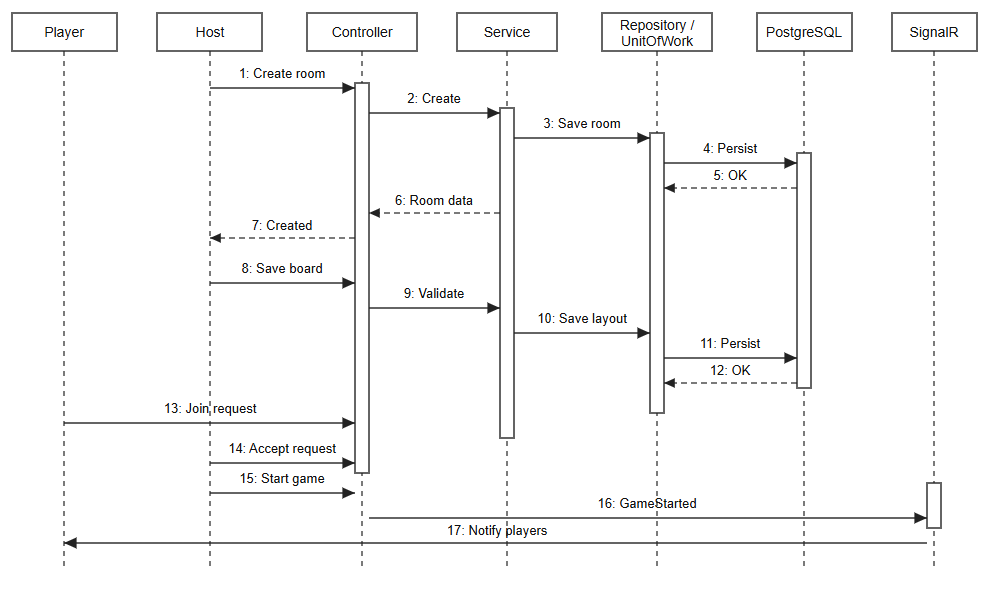 Player
Host
Controller
Service
Repository /
UnitOfWork
PostgreSQL
SignalR
1: Create room
2: Create
3: Save room
4: Persist
5: OK
6: Room data
7: Created
8: Save board
9: Validate
10: Save layout
11: Persist
12: OK
13: Join request
14: Accept request
15: Start game
16: GameStarted
17: Notify players